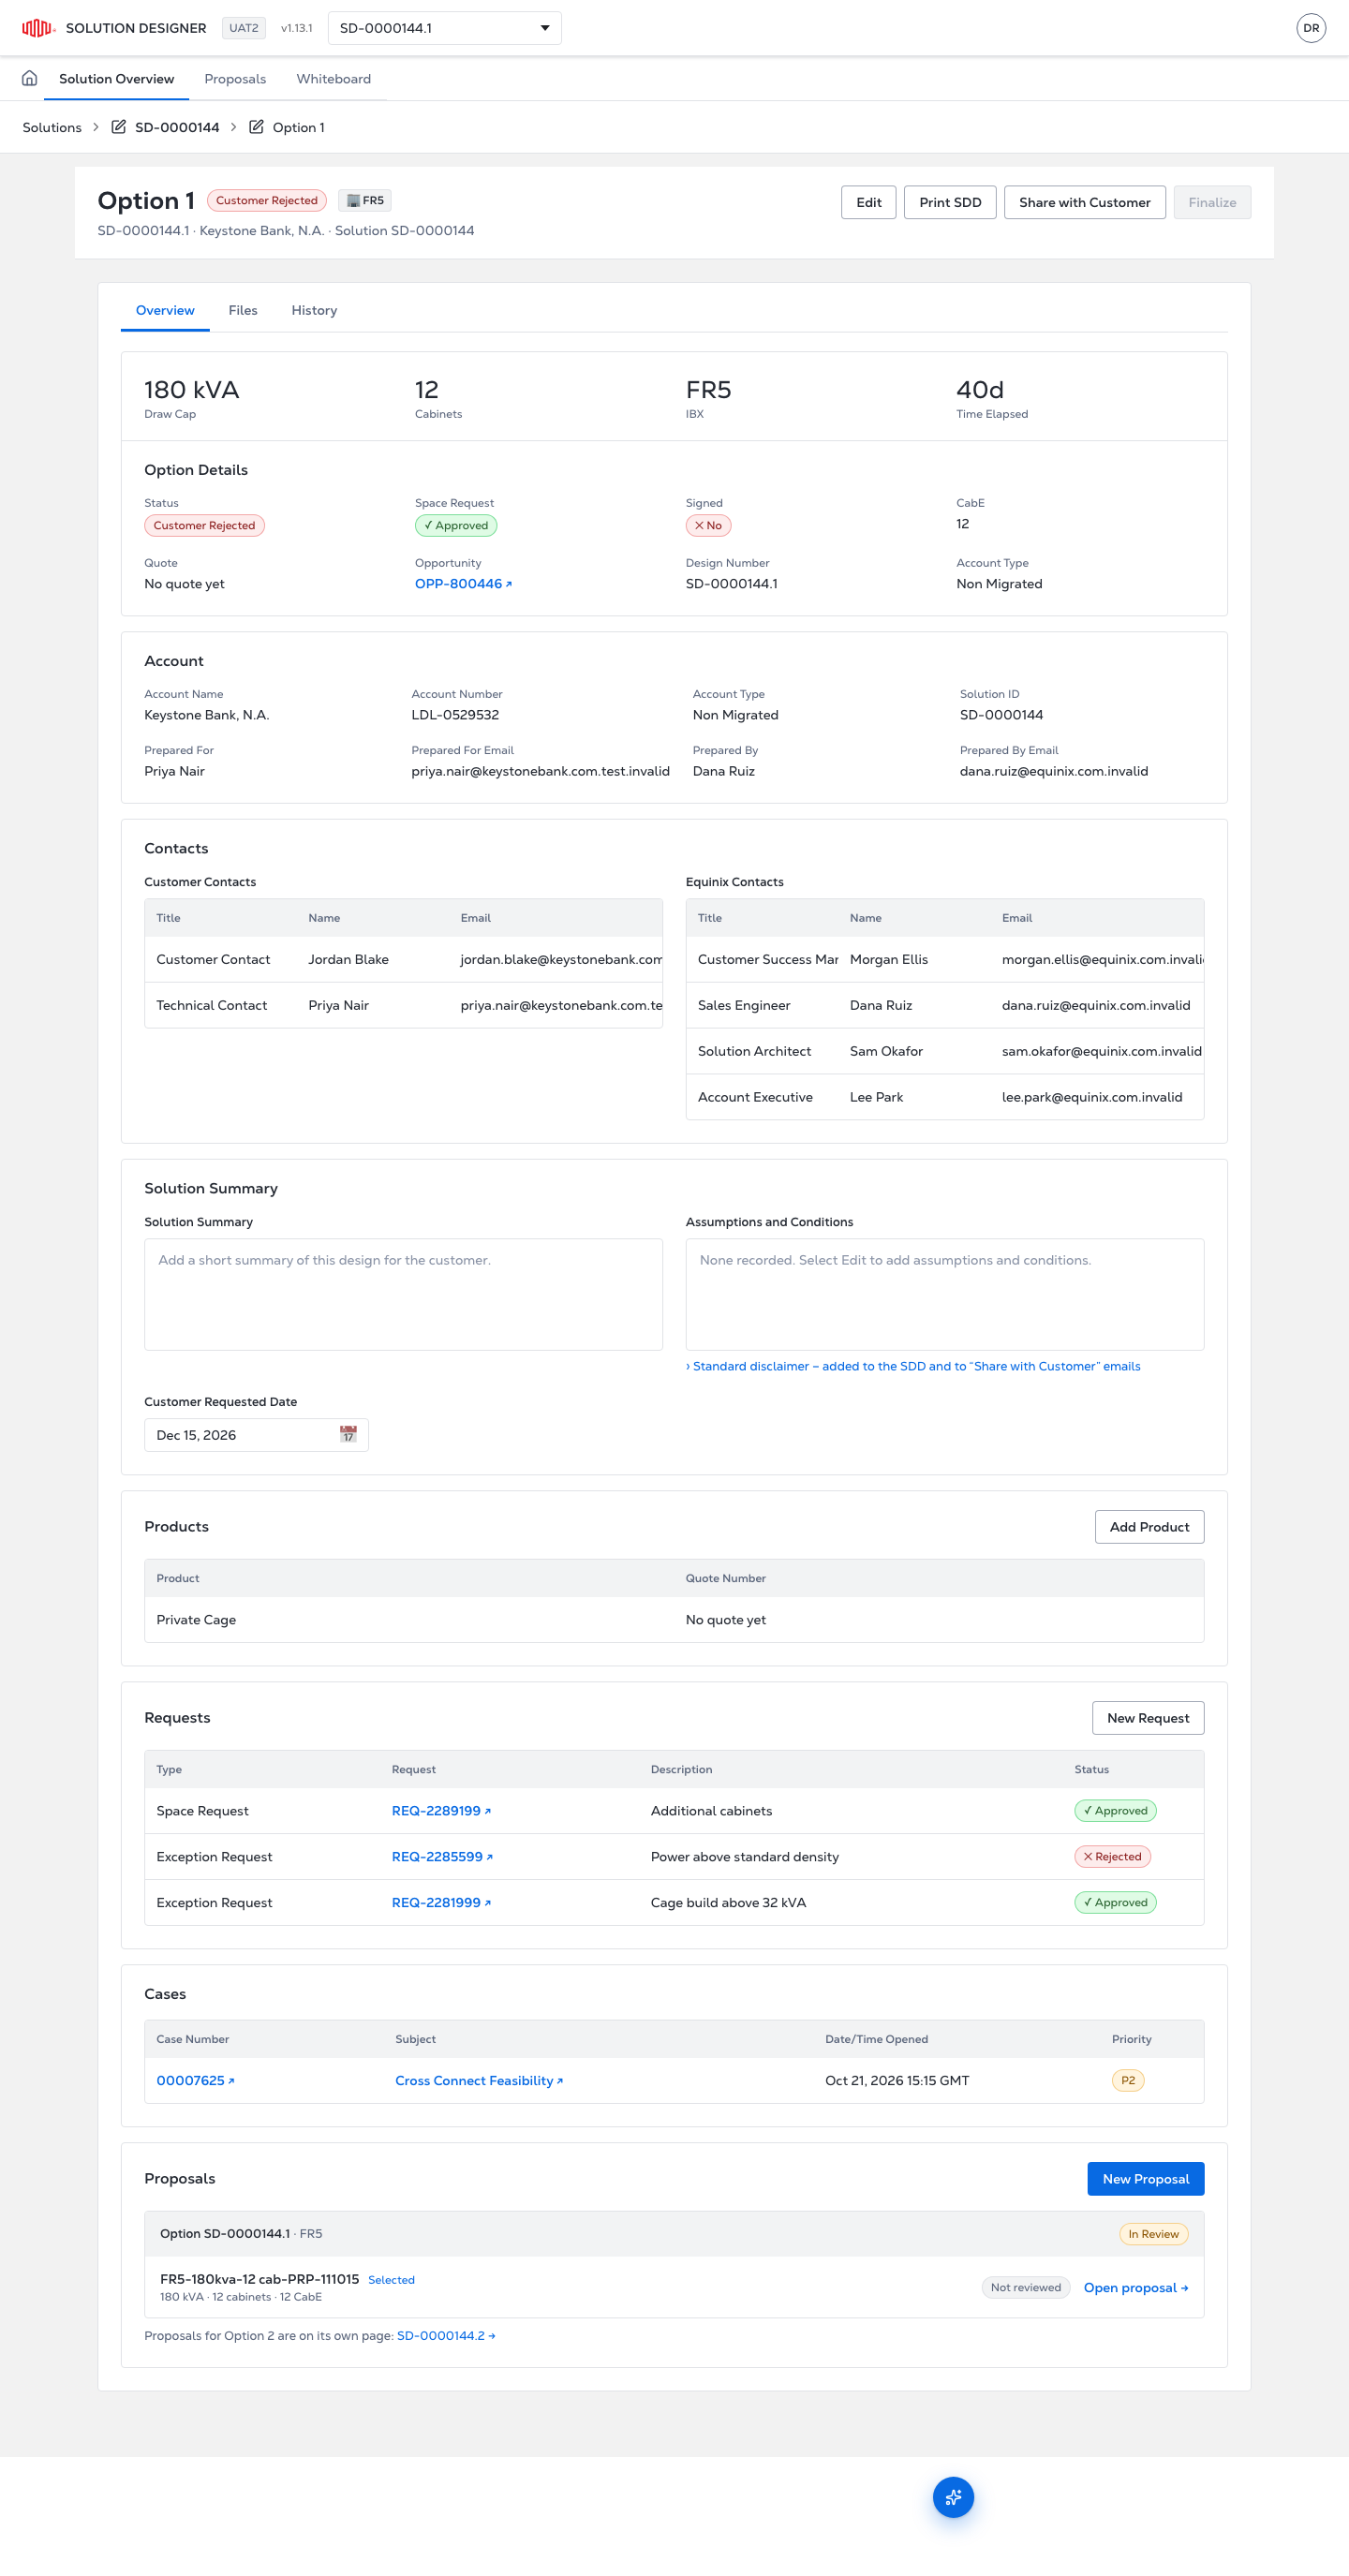 SOLUTION DESIGNER UAT2 v1.13.1 SD-0000144.1 DR
Solution Overview Proposals Whiteboard
Solutions SD-0000144 Option 1
Option 1 Customer Rejected FR5 Edit Print SDD Share with Customer Finalize
SD-0000144.1 · Keystone Bank, N.A. · Solution SD-0000144
Overview Files History
180 kVA 12 FR5 40d
Draw Cap Cabinets IBX Time Elapsed
Option Details
Status Space Request Signed CabE
Customer Rejected ✓ Approved ✕ No 12
Quote Opportunity Design Number Account Type
No quote yet OPP-800446 ↗ SD-0000144.1 Non Migrated
Account
Account Name Account Number Account Type Solution ID
Keystone Bank, N.A. LDL-0529532 Non Migrated SD-0000144
Prepared For Prepared For Email Prepared By Prepared By Email
Priya Nair priya.nair@keystonebank.com.test.invalid Dana Ruiz dana.ruiz@equinix.com.invalid
Contacts
Customer Contacts Equinix Contacts
Title Name Email Title Name Email
Customer Contact Jordan Blake jordan.blake@keystonebank.com Customer Success Mar Morgan Ellis morgan.ellis@equinix.com.invali
Technical Contact Priya Nair priya.nair@keystonebank.com.te Sales Engineer Dana Ruiz dana.ruiz@equinix.com.invalid
Solution Architect Sam Okafor sam.okafor@equinix.com.invalid
Account Executive Lee Park lee.park@equinix.com.invalid
Solution Summary
Solution Summary Assumptions and Conditions
Add a short summary of this design for the customer. None recorded. Select Edit to add assumptions and conditions.
› Standard disclaimer – added to the SDD and to “Share with Customer” emails
Customer Requested Date
Dec 15, 2026 17
Products Add Product
Product Quote Number
Private Cage No quote yet
Requests New Request
Type Request Description Status
Space Request REQ-2289199 ↗ Additional cabinets ✓ Approved
Exception Request REQ-2285599 ↗ Power above standard density ✕ Rejected
Exception Request REQ-2281999 ↗ Cage build above 32 kVA ✓ Approved
Cases
Case Number Subject Date/Time Opened Priority
00007625 ↗ Cross Connect Feasibility ↗ Oct 21, 2026 15:15 GMT P2
Proposals New Proposal
Option SD-0000144.1 · FR5 In Review
FR5-180kva-12 cab-PRP-111015 Selected Not reviewed Open proposal →
180 kVA · 12 cabinets · 12 CabE
Proposals for Option 2 are on its own page: SD-0000144.2 →